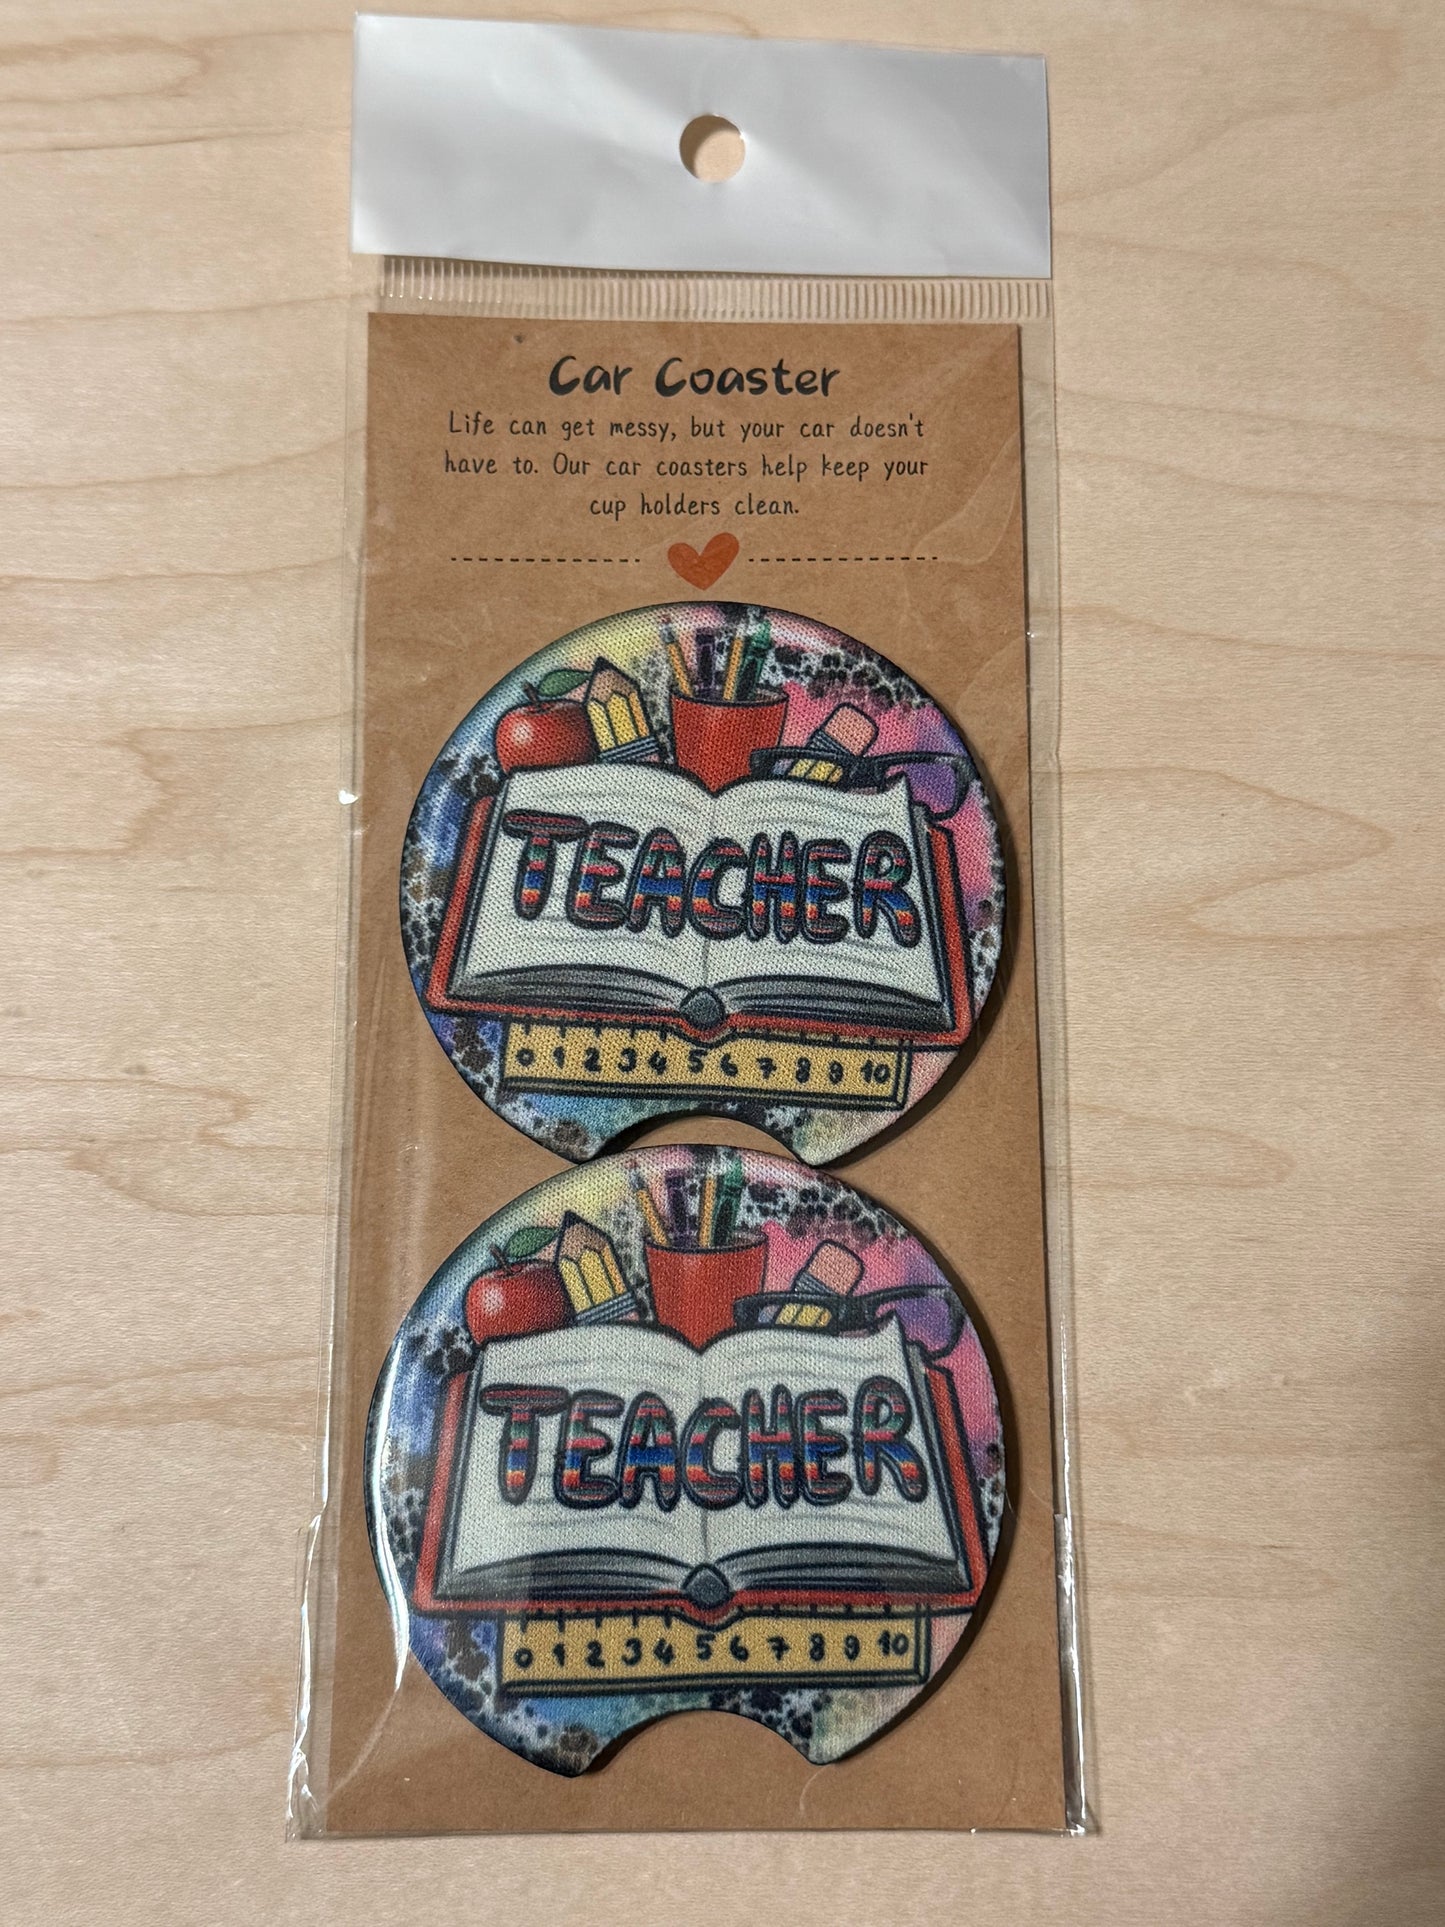 Car Coaster
Life can get messy, but your car doesn't
have to. Our car coasters help keep your
cup holders clean.
TEACHER
0 1 2 3 4 5 6 7 8 9 10
TEACHER
0 1 2 3 4 5 6 7 8 9 10